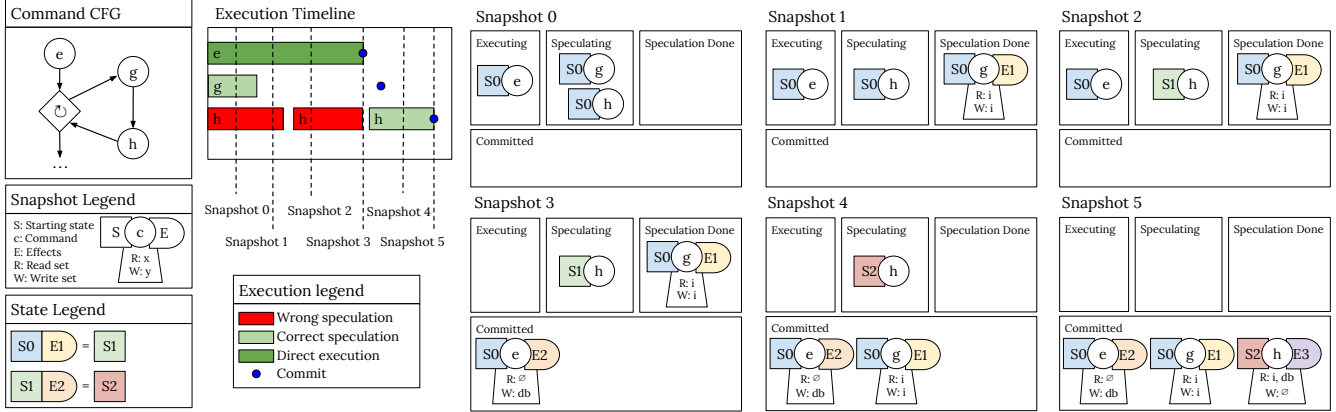 Command CFG
e
g
↻
h
...
Snapshot Legend
S: Starting state
c: Command
E: Effects
R: Read set
W: Write set
S c E
R: x
W: y
State Legend
S0 E1 = S1
S1 E2 = S2
Execution Timeline
e
g
h h h
Snapshot 0 Snapshot 2 Snapshot 4
Snapshot 1 Snapshot 3 Snapshot 5
Execution legend
Wrong speculation
Correct speculation
Direct execution
Commit
Snapshot 0
Executing Speculating Speculation Done
S0 e
S0 g
S0 h
Committed
Snapshot 1
Executing Speculating Speculation Done
S0 e S0 h S0 g E1
R: i
W: i
Committed
Snapshot 2
Executing Speculating Speculation Done
S0 e S1 h S0 g E1
R: i
W: i
Committed
Snapshot 3
Executing Speculating Speculation Done
S1 h S0 g E1
R: i
W: i
Committed
S0 e E2
R: ∅
W: db
Snapshot 4
Executing Speculating Speculation Done
S2 h
Committed
S0 e E2 S0 g E1
R: ∅ R: i
W: db W: i
Snapshot 5
Executing Speculating Speculation Done
Committed
S0 e E2 S0 g E1 S2 h E3
R: ∅ R: i R: i, db
W: db W: i W: ∅